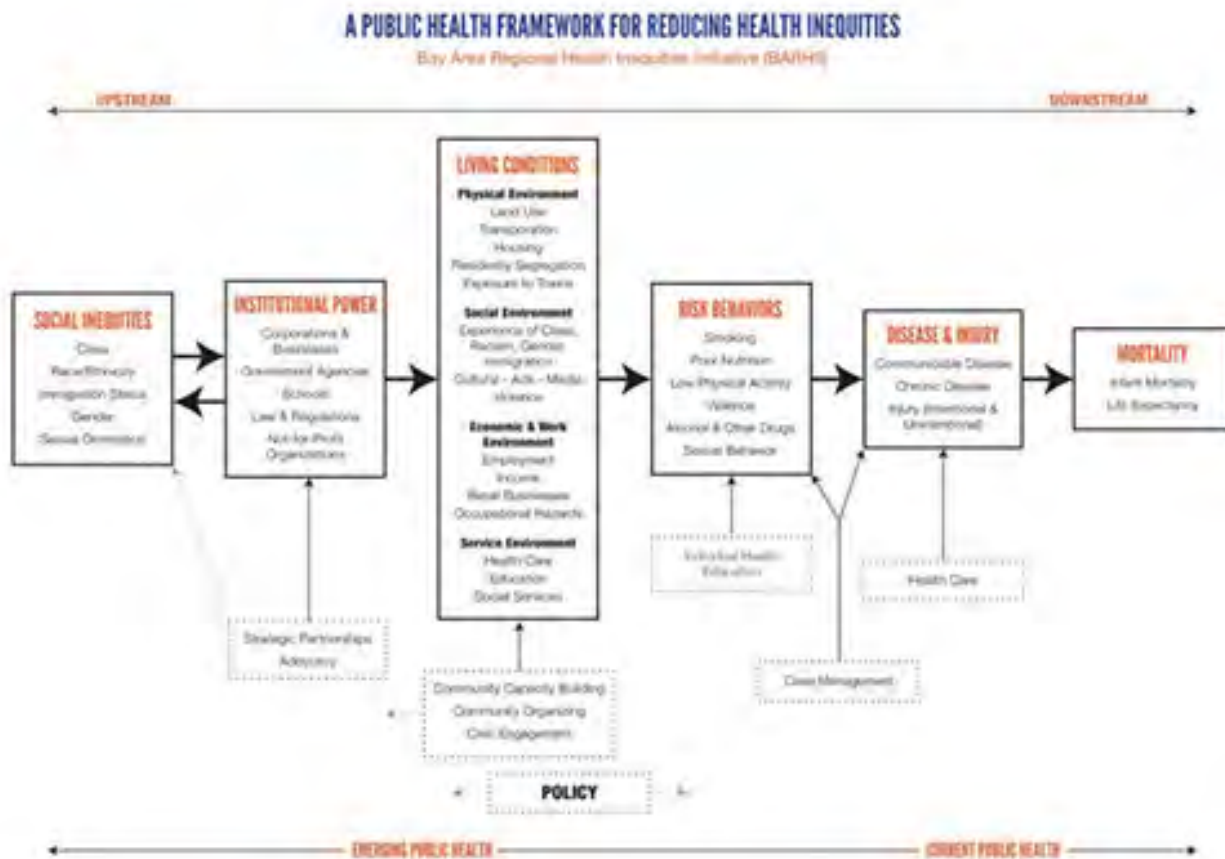 A PUBLIC HEALTH FRAMEWORK FOR REDUCING HEALTH INEQUITIES
Bay Area Regional Health Inequities Initiative (BARHII)
UPSTREAM
DOWNSTREAM
SOCIAL INEQUITIES
Class
Race/Ethnicity
Immigration Status
Gender
Sexual Orientation
INSTITUTIONAL POWER
Corporations &
Businesses
Government Agencies
Schools
Law & Regulations
Not-for-Profit
Organizations
LIVING CONDITIONS
Physical Environment
Land Use
Transporation
Housing
Segregation
Exposure to Toxins
Social Environment
Experience of Class,
Racism, Gender,
Immigration
Cultural - Ads - Media
Violence
Economic & Work
Environment
Employment
Income
Retail Businesses
Occupational Hazards
Service Environment
Health Care
Education
Social Services
RISK BEHAVIORS
Smoking
Poor Nutrition
Low Physical Activity
Violence
Alcohol & Other Drugs
Sexual Behavior
DISEASE & INJURY
Communicable Disease
Chronic Disease
Injury (Intentional &
Unintentional)
MORTALITY
Infant Mortality
Life Expectancy
Strategic Partnerships
Advocacy
Community Capacity Building
Community Organizing
Civic Engagement
Individual Health
Education
Health Care
Case Management
POLICY
EMERGING PUBLIC HEALTH
CURRENT PUBLIC HEALTH